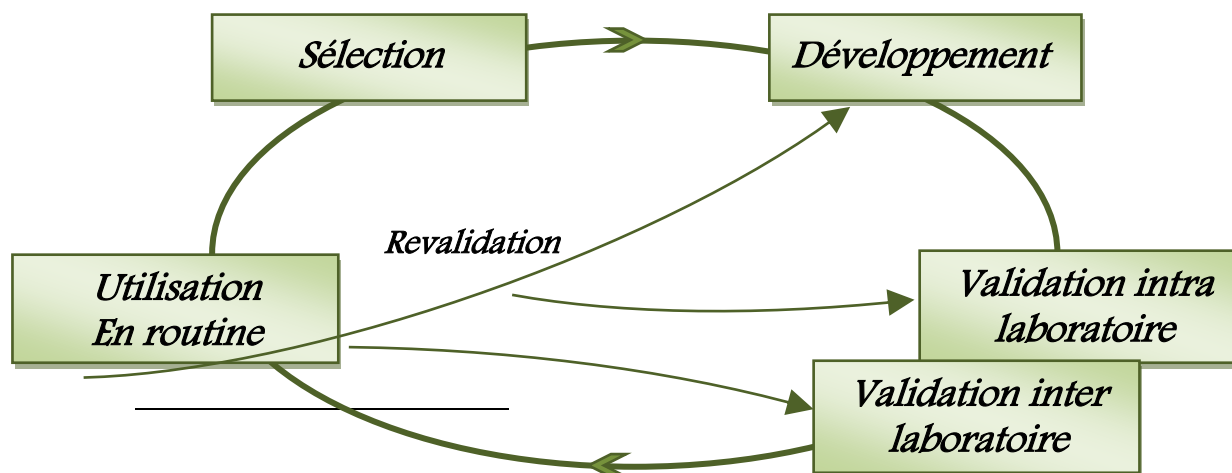 Sélection
Développement
Revalidation
Utilisation
En routine
Validation intra
laboratoire
Validation inter
laboratoire